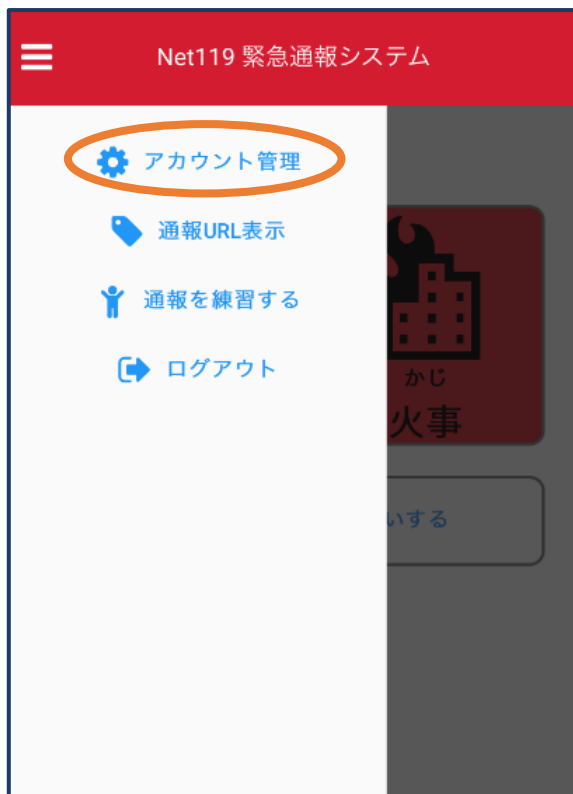 Net119 緊急通報システム
アカウント管理
通報URL表示
通報を練習する
ログアウト
かじ
火事
いする